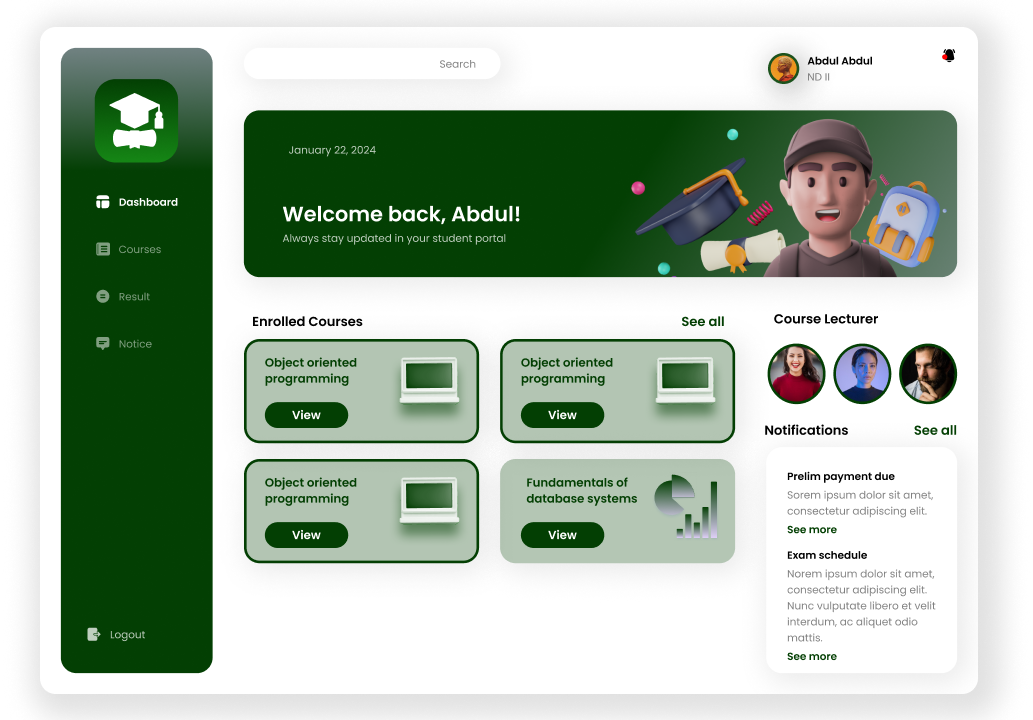 Dashboard
Courses
Result
Notice
Logout
Search
Abdul Abdul
ND II
January 22, 2024
Welcome back, Abdul!
Always stay updated in your student portal
Enrolled Courses
See all
Object oriented
programming
View
Object oriented
programming
View
Object oriented
programming
View
Fundamentals of
database systems
View
Course Lecturer
Notifications
See all
Prelim payment due
Sorem ipsum dolor sit amet,
consectetur adipiscing elit.
See more
Exam schedule
Norem ipsum dolor sit amet,
consectetur adipiscing elit.
Nunc vulputate libero et velit
interdum, ac aliquet odio
mattis.
See more